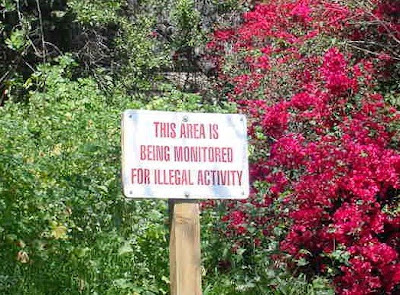 THIS AREA IS
BEING MONITORED
FOR ILLEGAL ACTIVITY